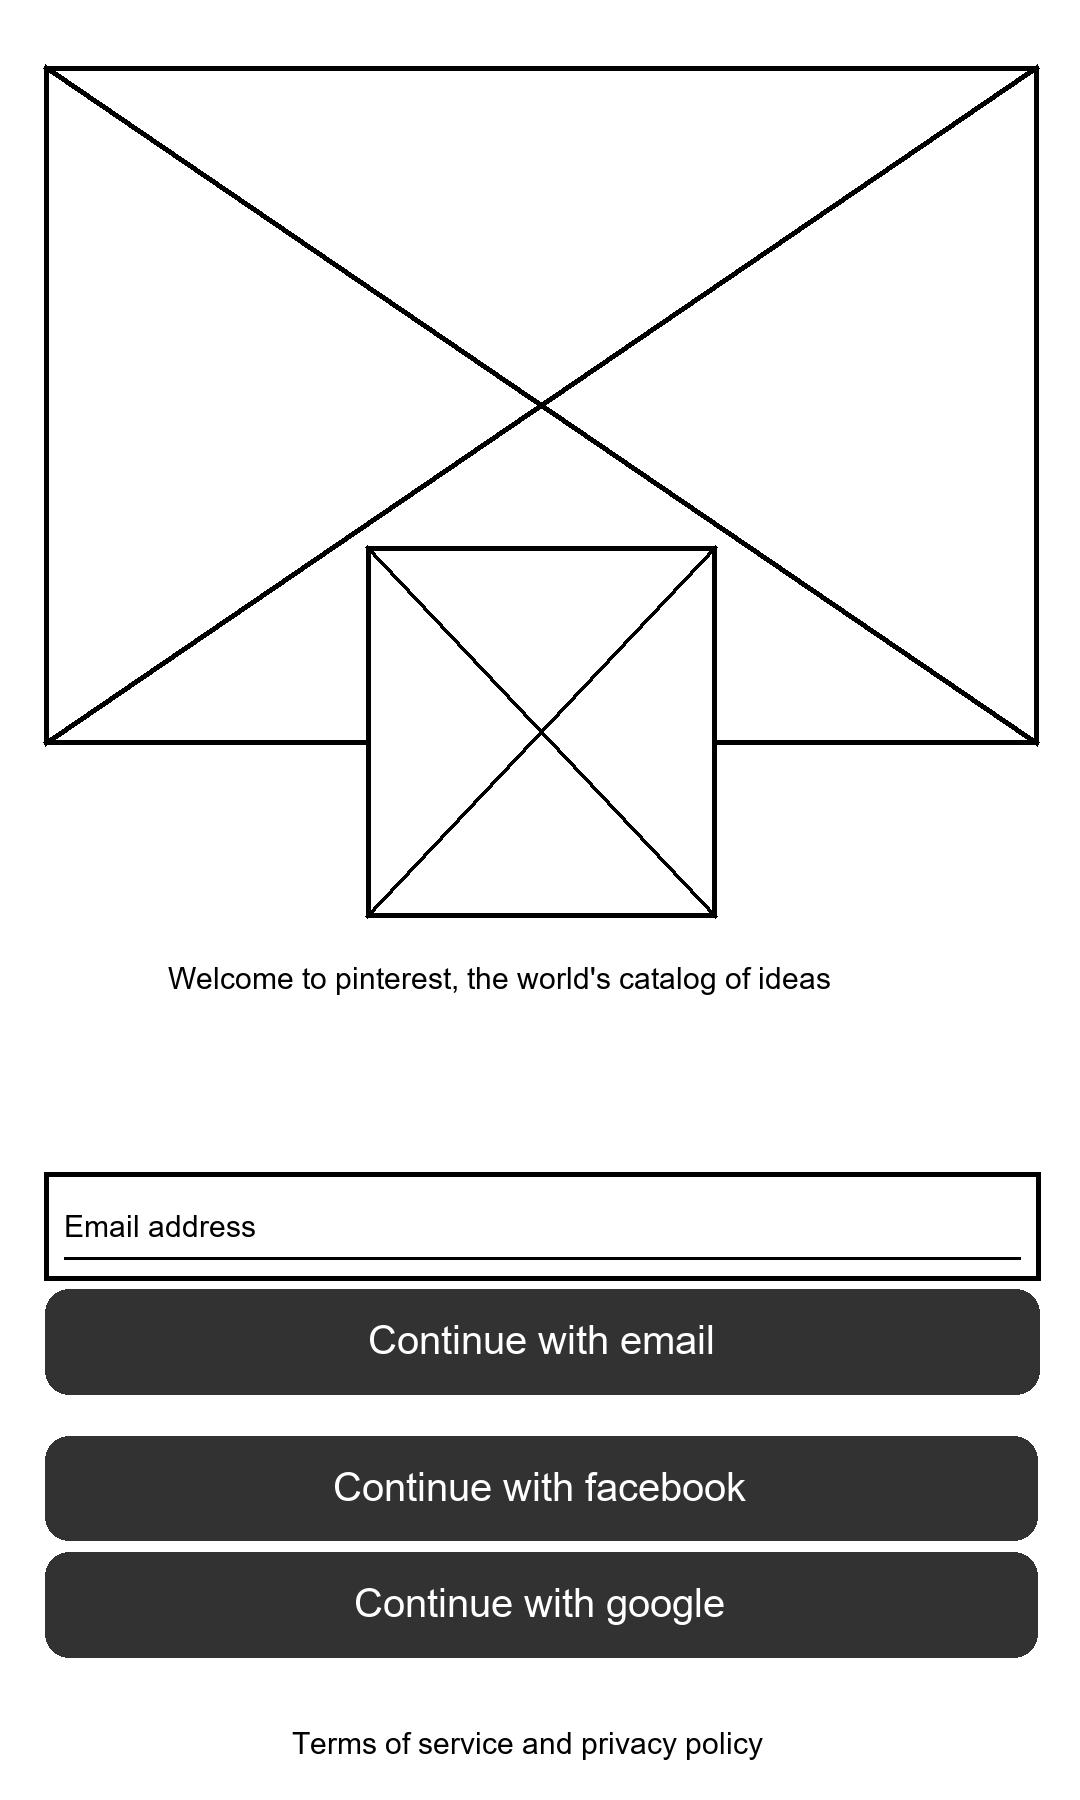 Welcome to pinterest, the world's catalog of ideas
Email address
Continue with email
Continue with facebook
Continue with google
Terms of service and privacy policy